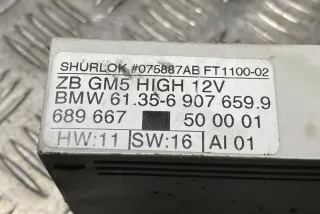 SHURLOK #075887AB FT1100-02
ZB GM5 HIGH 12V
BMW 61.35-6 907 659.9
689 667 50 00 01
HW:11 SW:16 AI 01